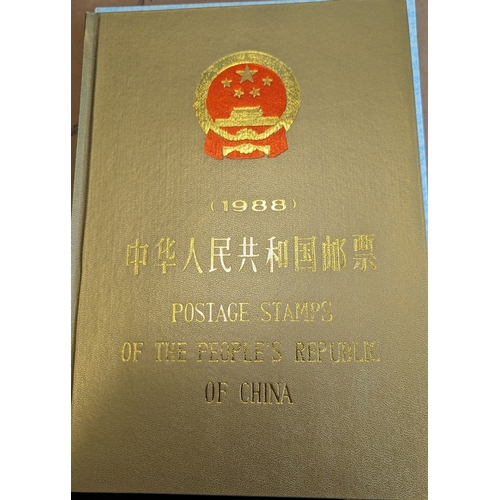 (1988)
中华人民共和国邮票
POSTAGE STAMPS
OF THE PEOPLE'S REPUBLIC
OF CHINA